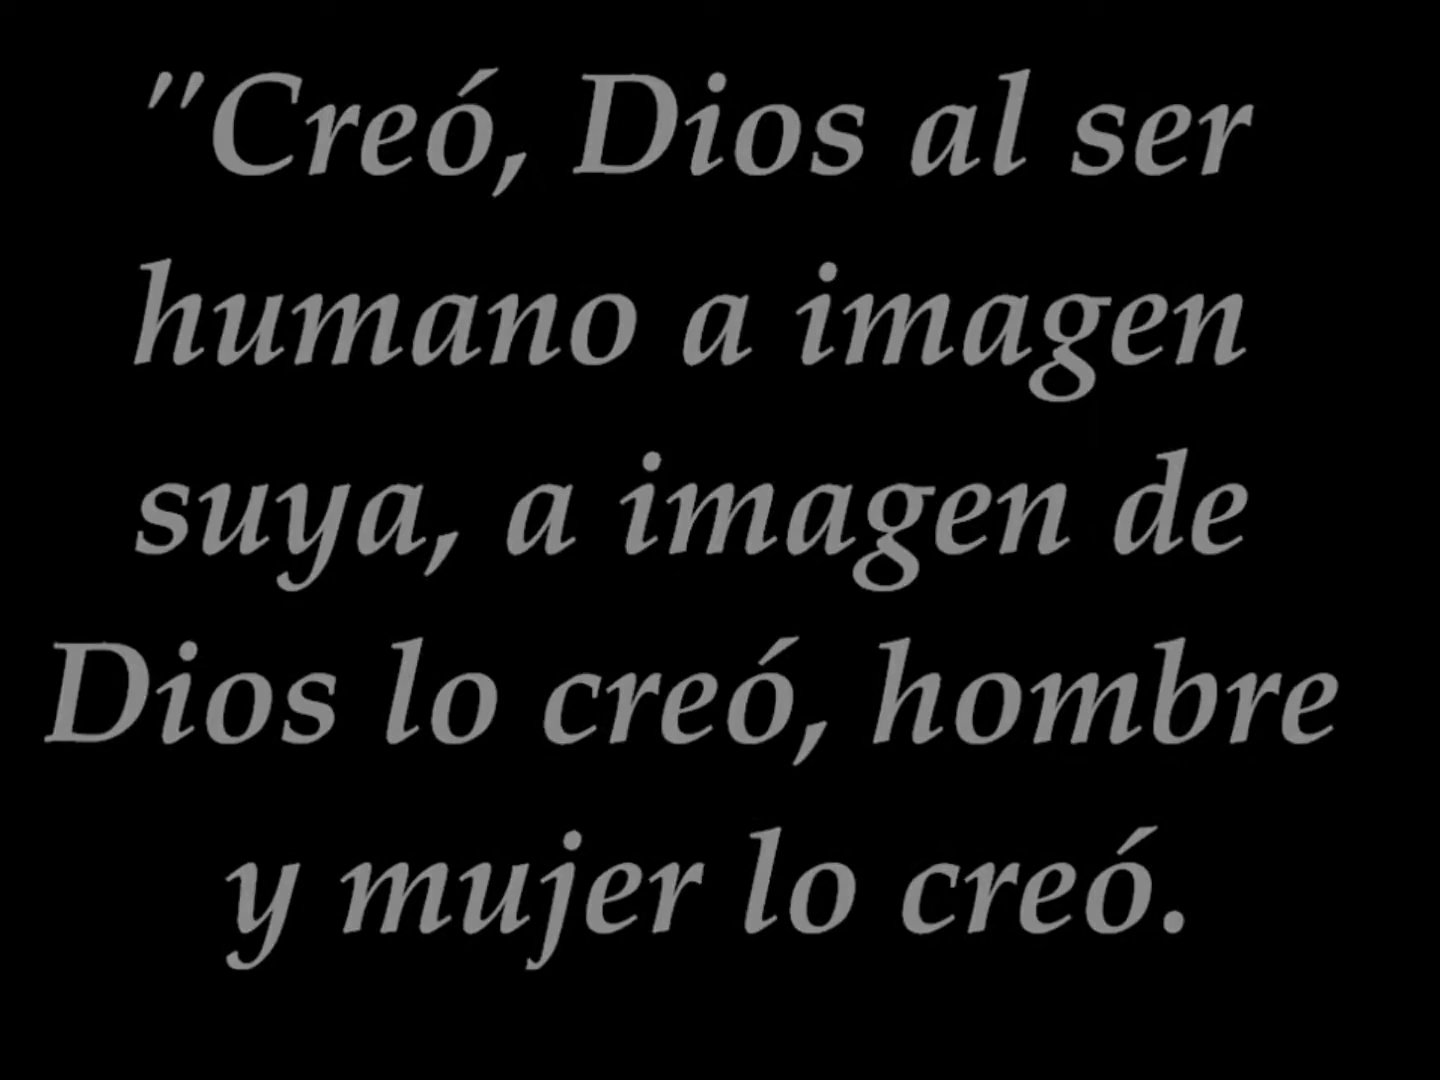 "Creó, Dios al ser
humano a imagen
suya, a imagen de
Dios lo creó, hombre
y mujer lo creó.